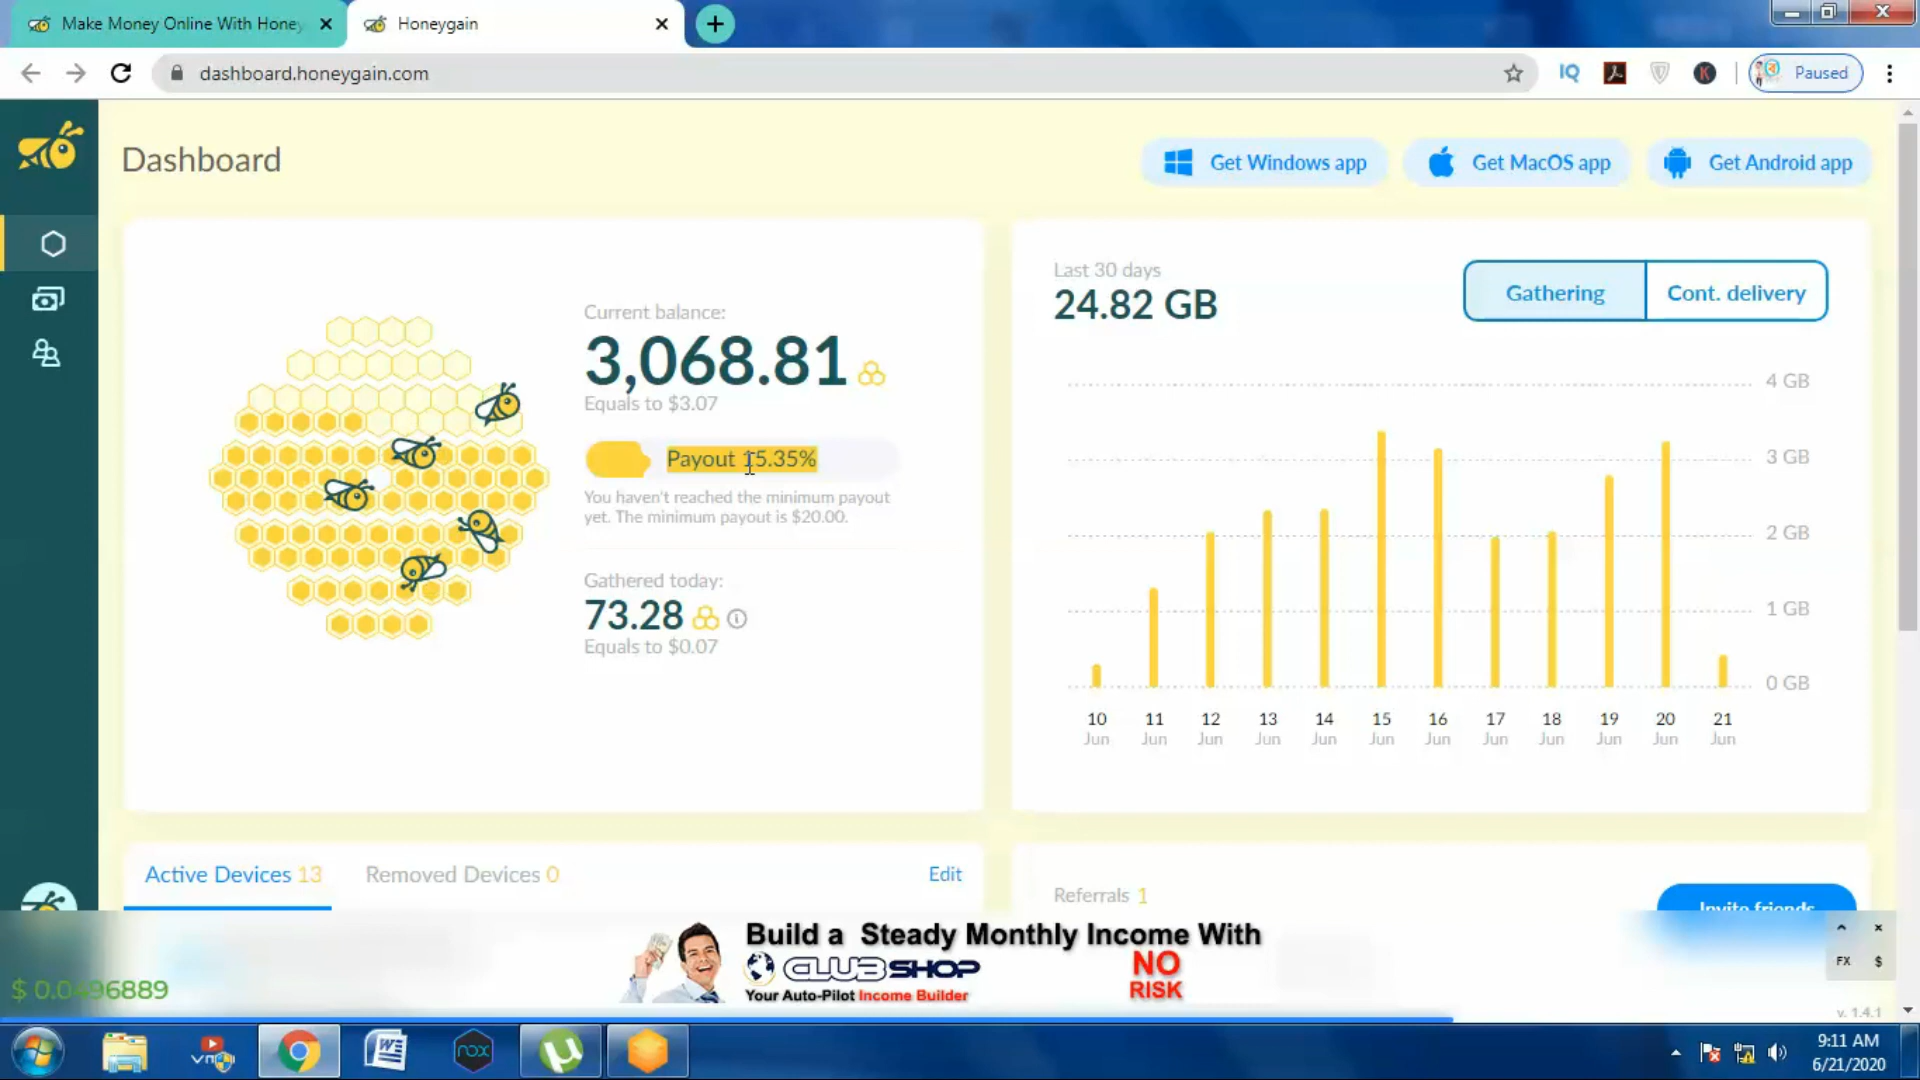 Make Money Online With Honey
Honeygain
dashboard.honeygain.com
IQ
K
Paused
Dashboard
Get Windows app
Get MacOS app
Get Android app
Current balance:
3,068.81
Equals to $3.07
Payout 15.35%
You haven't reached the minimum payout
yet. The minimum payout is $20.00.
Gathered today:
73.28
Equals to $0.07
Last 30 days
24.82 GB
Gathering
Cont. delivery
4 GB
3 GB
2 GB
1 GB
0 GB
10 11 12 13 14 15 16 17 18 19 20 21
Jun Jun Jun Jun Jun Jun Jun Jun Jun Jun Jun Jun
Active Devices 13
Removed Devices 0
Edit
Referrals 1
Invite friends
Build a Steady Monthly Income With
CLUBSHOP
NO
RISK
Your Auto-Pilot Income Builder
FX $
$ 0.0496889
v. 1.4.1
nox
9:11 AM
6/21/2020